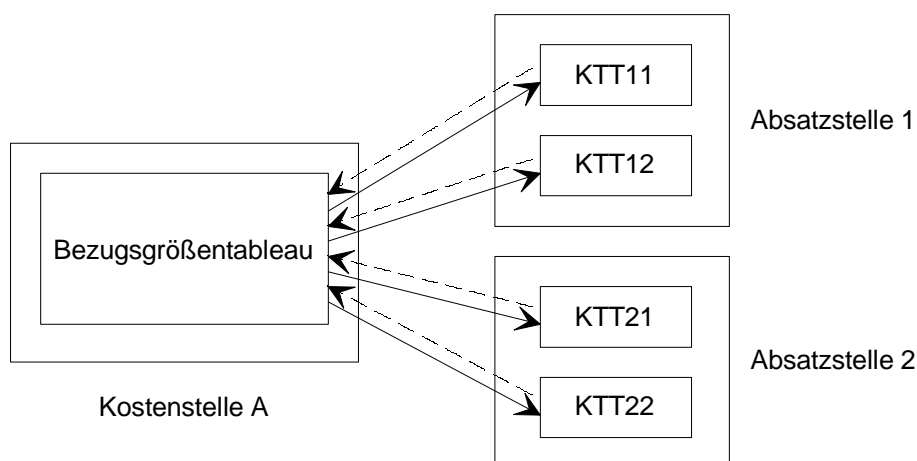 KTT11
Absatzstelle 1
KTT12
Bezugsgrößentableau
KTT21
Absatzstelle 2
KTT22
Kostenstelle A